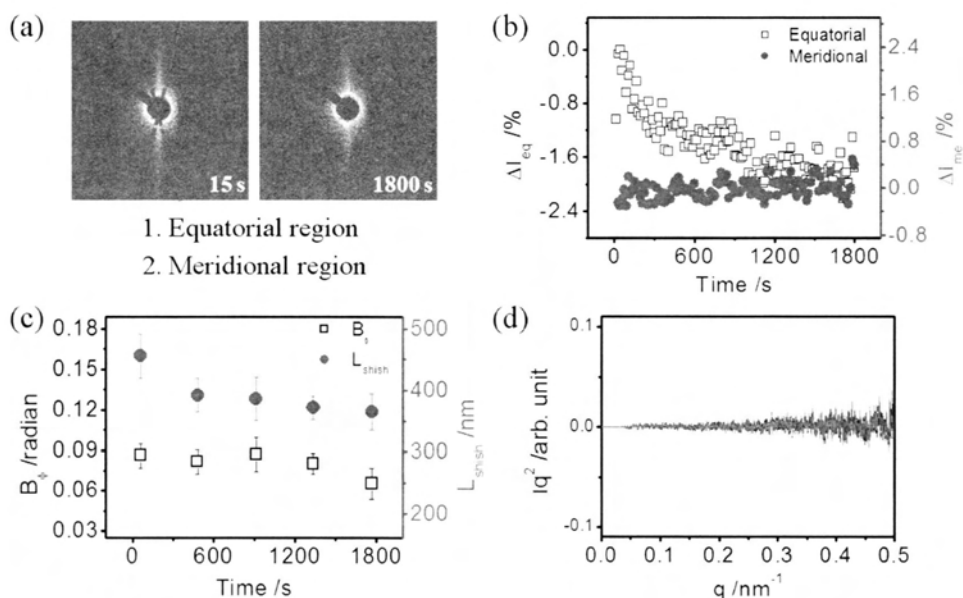 (a)
15 s
1800 s
1. Equatorial region
2. Meridional region
(b)
Equatorial
Meridional
ΔI_eq /%
0.0
-0.8
-1.6
-2.4
2.4
1.6
0.8
0.0
-0.8
ΔI_me /%
0
600
1200
1800
Time /s
(c)
B_ϕ
L_shish
B_ϕ /radian
0.18
0.15
0.12
0.09
0.06
0.03
500
400
300
200
L_shish /nm
0
600
1200
1800
Time /s
(d)
Iq² /arb. unit
0.1
0.0
-0.1
0.0
0.1
0.2
0.3
0.4
0.5
q /nm⁻¹